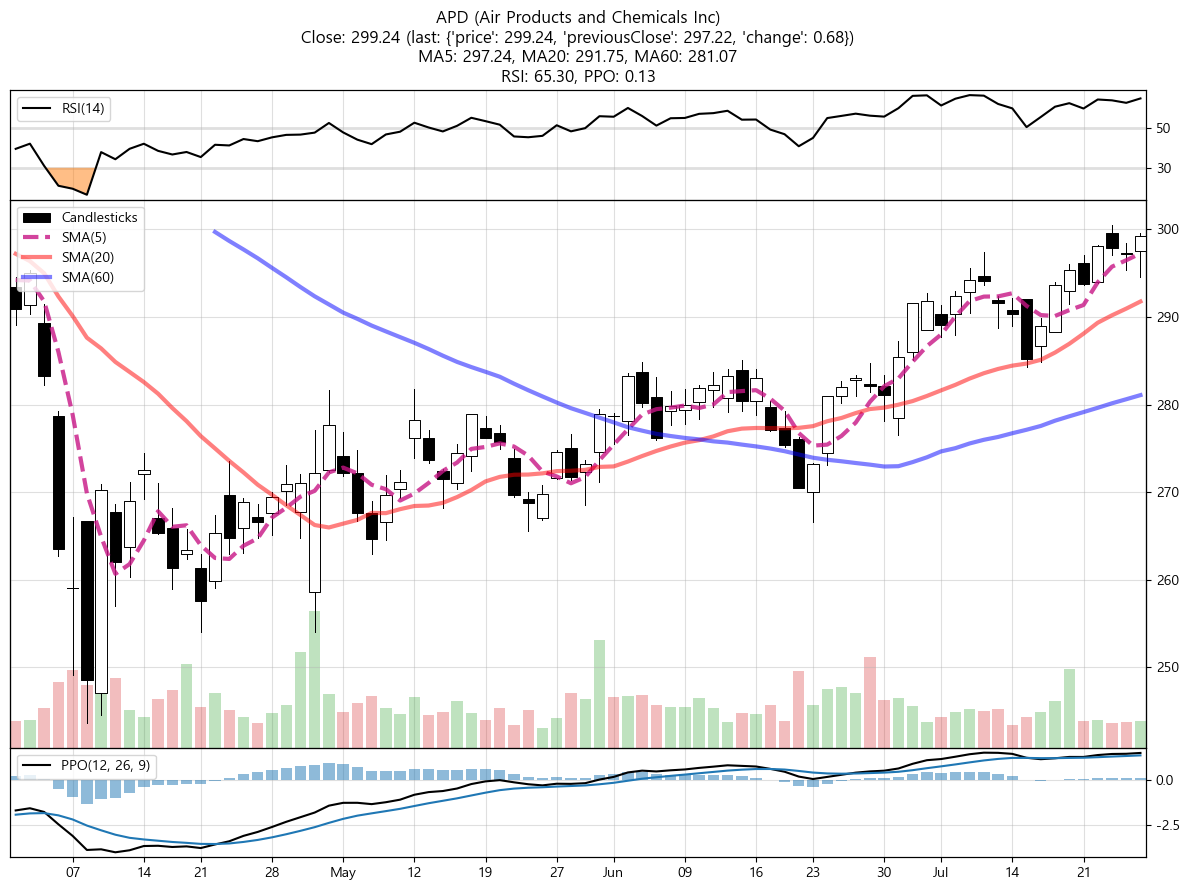 APD (Air Products and Chemicals Inc)
Close: 299.24 (last: {'price': 299.24, 'previousClose': 297.22, 'change': 0.68})
MA5: 297.24, MA20: 291.75, MA60: 281.07
RSI: 65.30, PPO: 0.13
RSI(14)
50
30
Candlesticks
SMA(5)
SMA(20)
SMA(60)
300
290
280
270
260
250
PPO(12, 26, 9)
0.0
-2.5
07 14 21 28 May 12 19 27 Jun 09 16 23 30 Jul 14 21